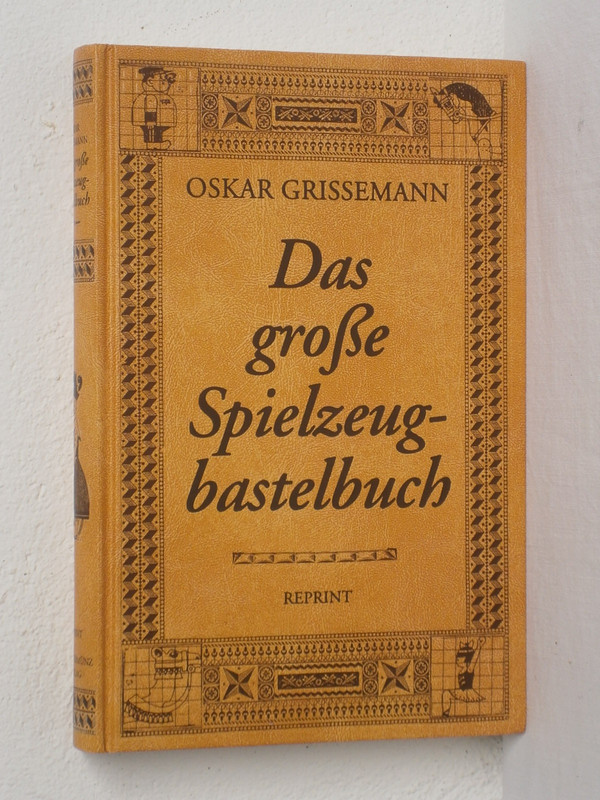 OSKAR GRISSEMANN
Das
große
Spielzeug-
bastelbuch
REPRINT